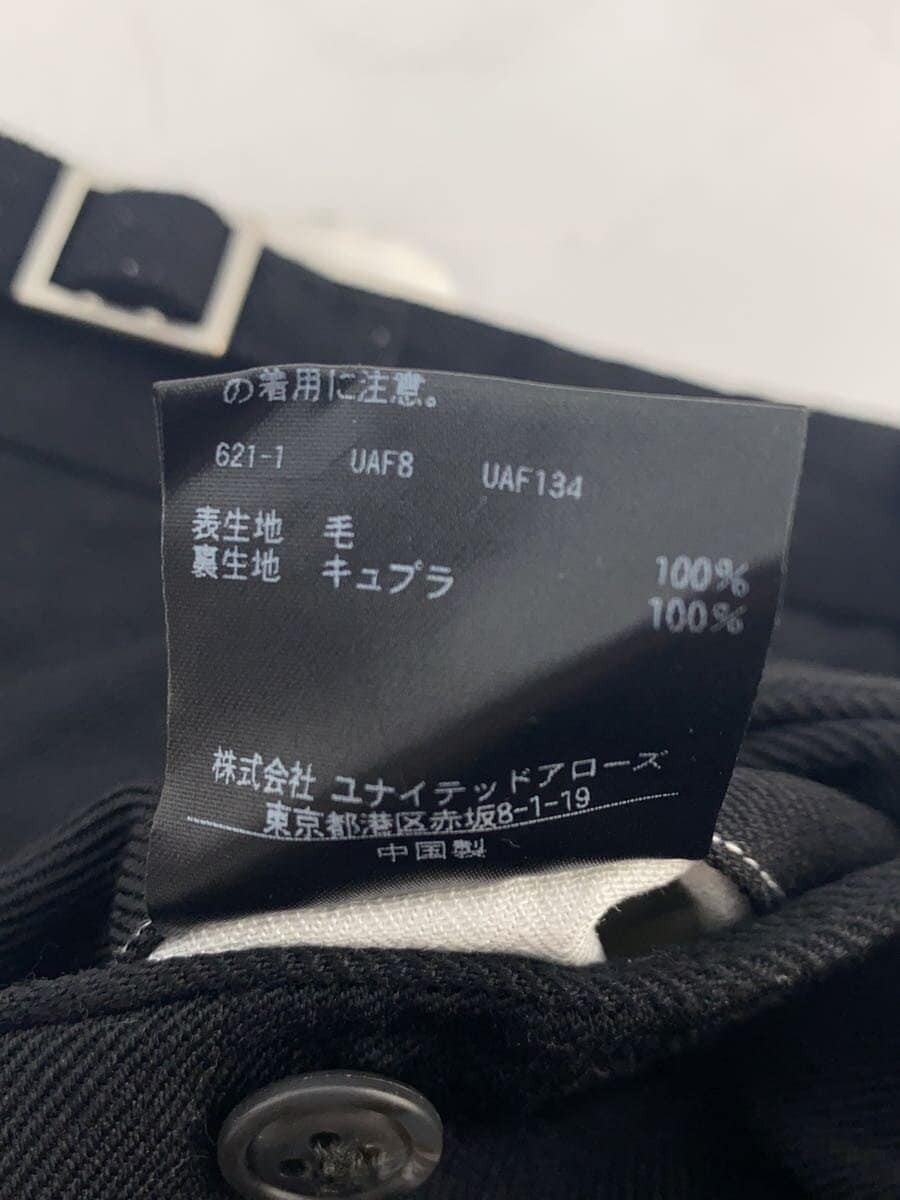 の着用に注意。
621-1 UAF8 UAF134
表生地 毛 100%
裏生地 キュプラ 100%
株式会社 ユナイテッドアローズ
東京都港区赤坂8-1-19
中国製